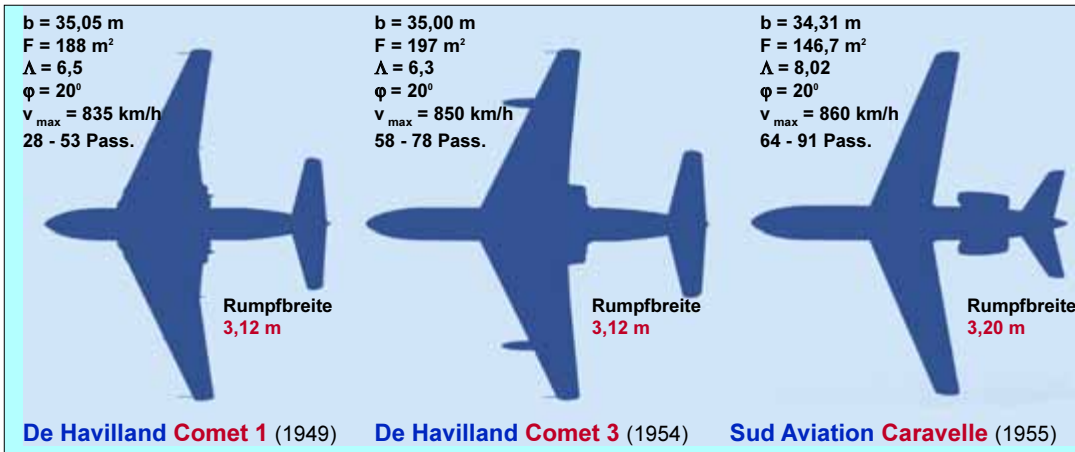 b = 35,05 m
F = 188 m²
Λ = 6,5
φ = 20⁰
v max = 835 km/h
28 - 53 Pass.
Rumpfbreite
3,12 m
De Havilland Comet 1 (1949)
b = 35,00 m
F = 197 m²
Λ = 6,3
φ = 20⁰
v max = 850 km/h
58 - 78 Pass.
Rumpfbreite
3,12 m
De Havilland Comet 3 (1954)
b = 34,31 m
F = 146,7 m²
Λ = 8,02
φ = 20⁰
v max = 860 km/h
64 - 91 Pass.
Rumpfbreite
3,20 m
Sud Aviation Caravelle (1955)